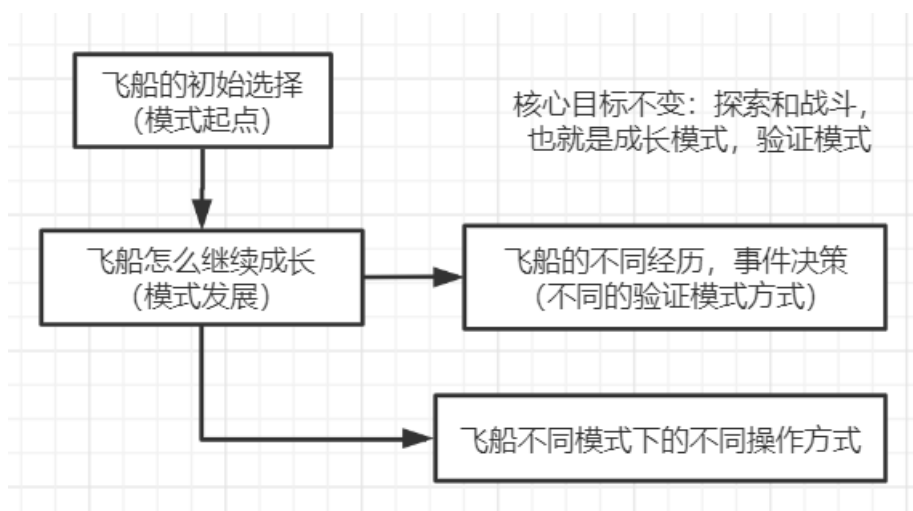 飞船的初始选择
（模式起点）
核心目标不变：探索和战斗，
也就是成长模式，验证模式
飞船怎么继续成长
（模式发展）
飞船的不同经历，事件决策
（不同的验证模式方式）
飞船不同模式下的不同操作方式